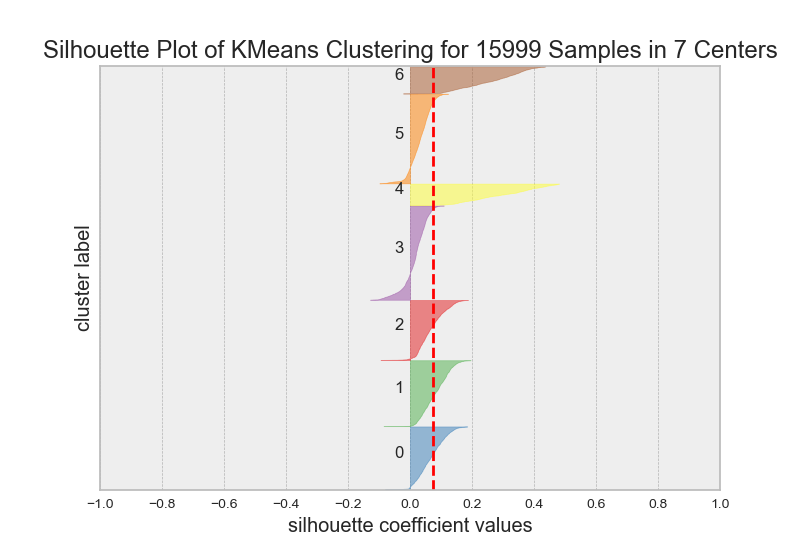 Silhouette Plot of KMeans Clustering for 15999 Samples in 7 Centers
cluster label
6
5
4
3
2
1
0
−1.0 −0.8 −0.6 −0.4 −0.2 0.0 0.2 0.4 0.6 0.8 1.0
silhouette coefficient values